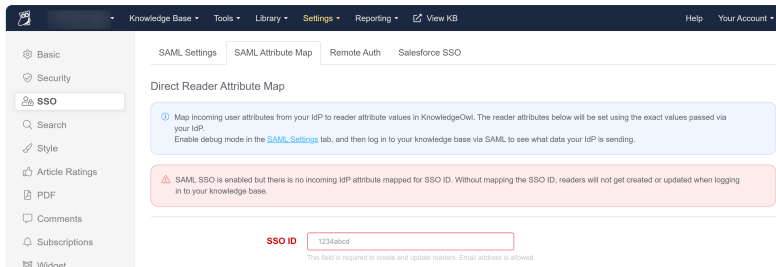 Knowledge Base Tools Library Settings Reporting View KB Help Your Account
SAML Settings SAML Attribute Map Remote Auth Salesforce SSO
Basic
Security
SSO
Search
Style
Article Ratings
PDF
Comments
Subscriptions
Widget
Direct Reader Attribute Map
Map incoming user attributes from your IdP to reader attribute values in KnowledgeOwl. The reader attributes below will be set using the exact values passed via
your IdP.
Enable debug mode in the SAML Settings tab, and then log in to your knowledge base via SAML to see what data your IdP is sending.
SAML SSO is enabled but there is no incoming IdP attribute mapped for SSO ID. Without mapping the SSO ID, readers will not get created or updated when logging
in to your knowledge base.
SSO ID 1234abcd
This field is required to create and update readers. Email address is allowed.